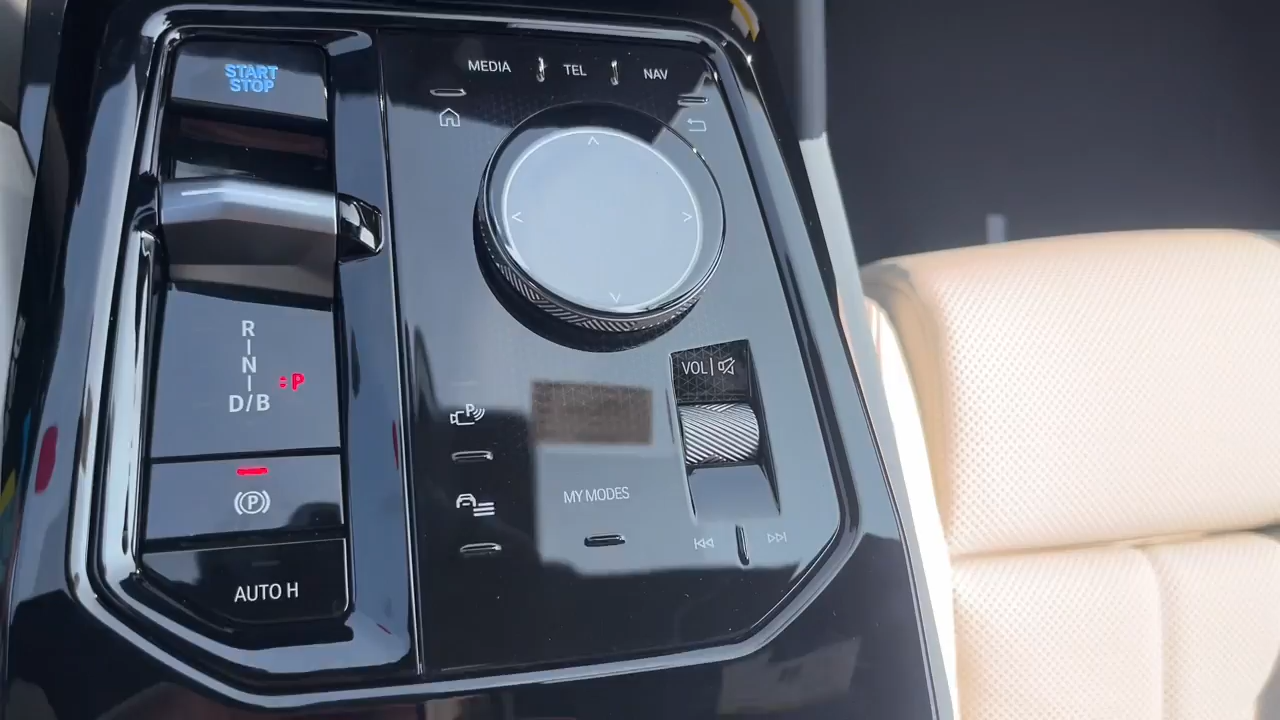 START
STOP
MEDIA
TEL
NAV
R
N
D/B
P
VOL
P
P
MY MODES
AUTO H